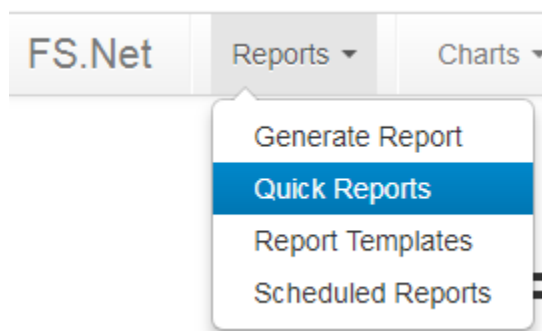 FS.Net Reports Charts
Generate Report
Quick Reports
Report Templates
Scheduled Reports